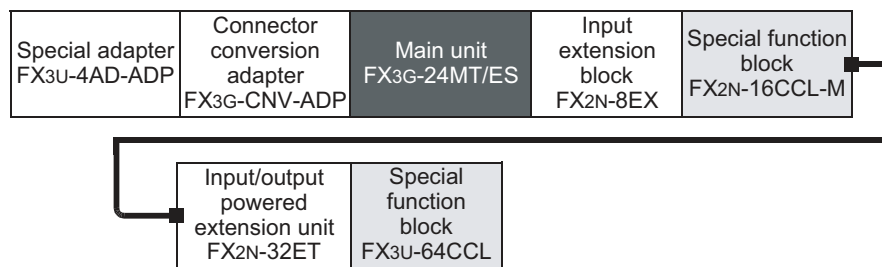 Special adapter
FX3U-4AD-ADP
Connector
conversion
adapter
FX3G-CNV-ADP
Main unit
FX3G-24MT/ES
Input
extension
block
FX2N-8EX
Special function
block
FX2N-16CCL-M
Input/output
powered
extension unit
FX2N-32ET
Special
function
block
FX3U-64CCL